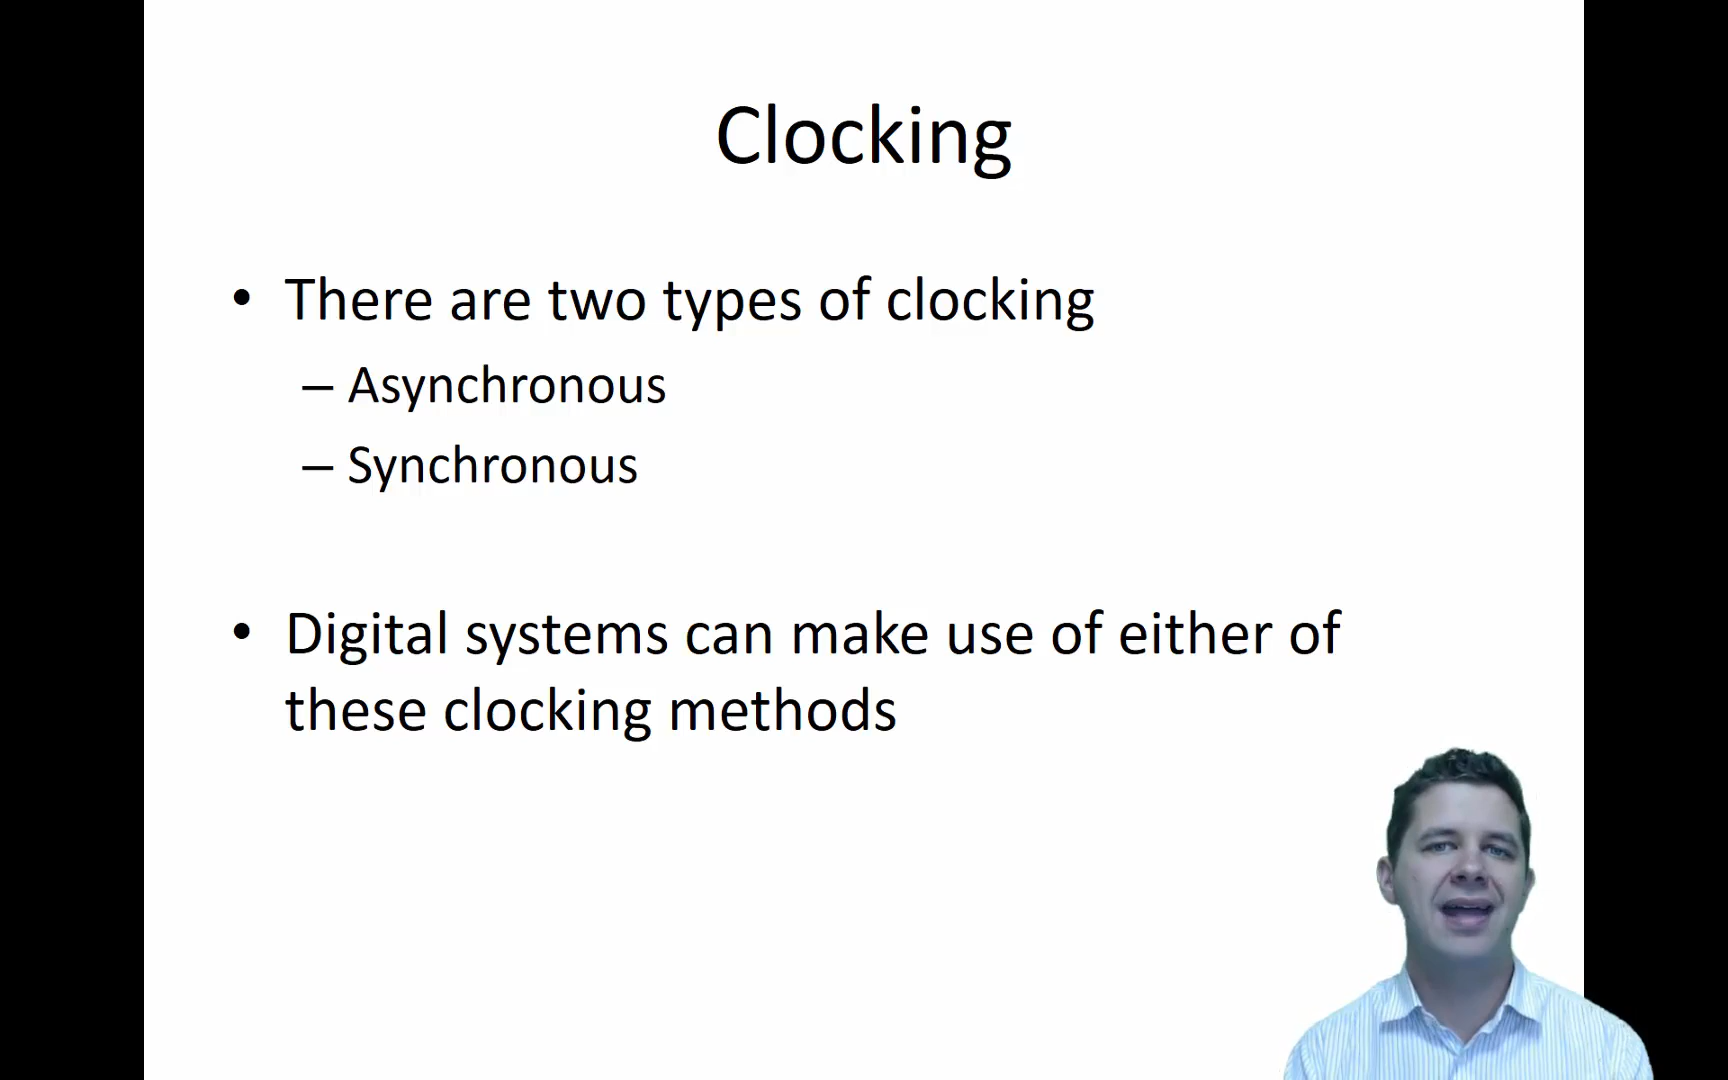 Clocking
• There are two types of clocking
– Asynchronous
– Synchronous
• Digital systems can make use of either of
these clocking methods